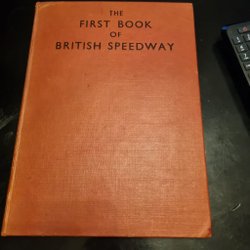 THE
FIRST BOOK
OF
BRITISH SPEEDWAY